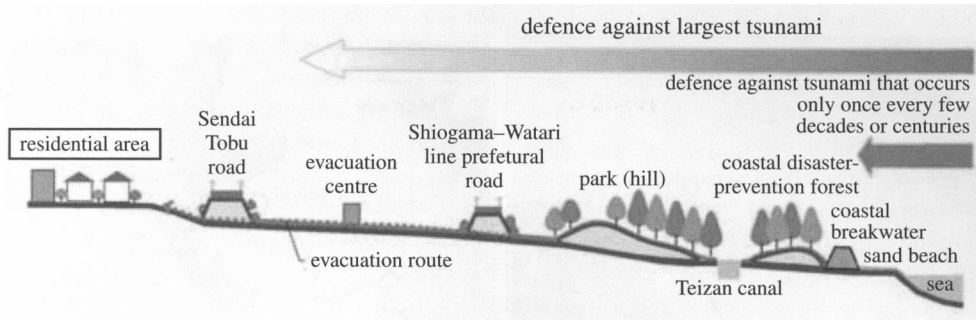 defence against largest tsunami
defence against tsunami that occurs
only once every few
decades or centuries
residential area
Sendai
Tobu
road
evacuation
centre
Shiogama–Watari
line prefetural
road
park (hill)
coastal disaster-
prevention forest
coastal
breakwater
sand beach
evacuation route
Teizan canal
sea